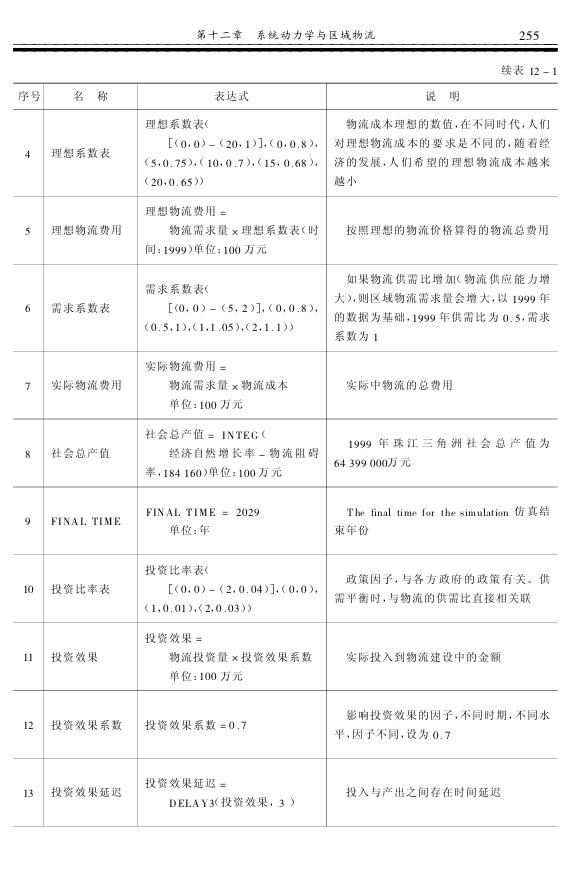 第十二章 系统动力学与区域物流 255
续表 12－1
序号 名 称 表达式 说 明
4 理想系数表
理想系数表(
[(0,0)－(20,1)],(0,0.8),
(5,0.75),(10,0.7),(15,0.68),
(20,0.65))
物流成本理想的数值,在不同时代,人们
对理想物流成本的要求是不同的,随着经
济的发展,人们希望的理想物流成本越来
越小
5 理想物流费用
理想物流费用 =
物流需求量×理想系数表(时
间:1999)单位:100 万元
按照理想的物流价格算得的物流总费用
6 需求系数表
需求系数表(
[(0,0)－(5,2)],(0,0.8),
(0.5,1),(1,1.05),(2,1.1))
如果物流供需比增加(物流供应能力增
大),则区域物流需求量会增大,以 1999 年
的数据为基础,1999 年供需比为 0.5,需求
系数为 1
7 实际物流费用
实际物流费用 =
物流需求量×物流成本
单位:100 万元
实际中物流的总费用
8 社会总产值
社会总产值 = INTEG (
经济自然增长率－物流阻碍
率,184 160)单位:100 万元
1999 年珠江三角洲社会总产值为
64 399 000万元
9 FINAL TIME
FINAL TIME = 2029
单位:年
The final time for the simulation 仿真结
束年份
10 投资比率表
投资比率表(
[(0,0)－(2,0.04)],(0,0),
(1,0.01),(2,0.03))
政策因子,与各方政府的政策有关。供
需平衡时,与物流的供需比直接相关联
11 投资效果
投资效果 =
物流投资量×投资效果系数
单位:100 万元
实际投入到物流建设中的金额
12 投资效果系数 投资效果系数=0.7
影响投资效果的因子,不同时期,不同水
平,因子不同,设为 0.7
13 投资效果延迟
投资效果延迟 =
DELAY3(投资效果, 3 )
投入与产出之间存在时间延迟